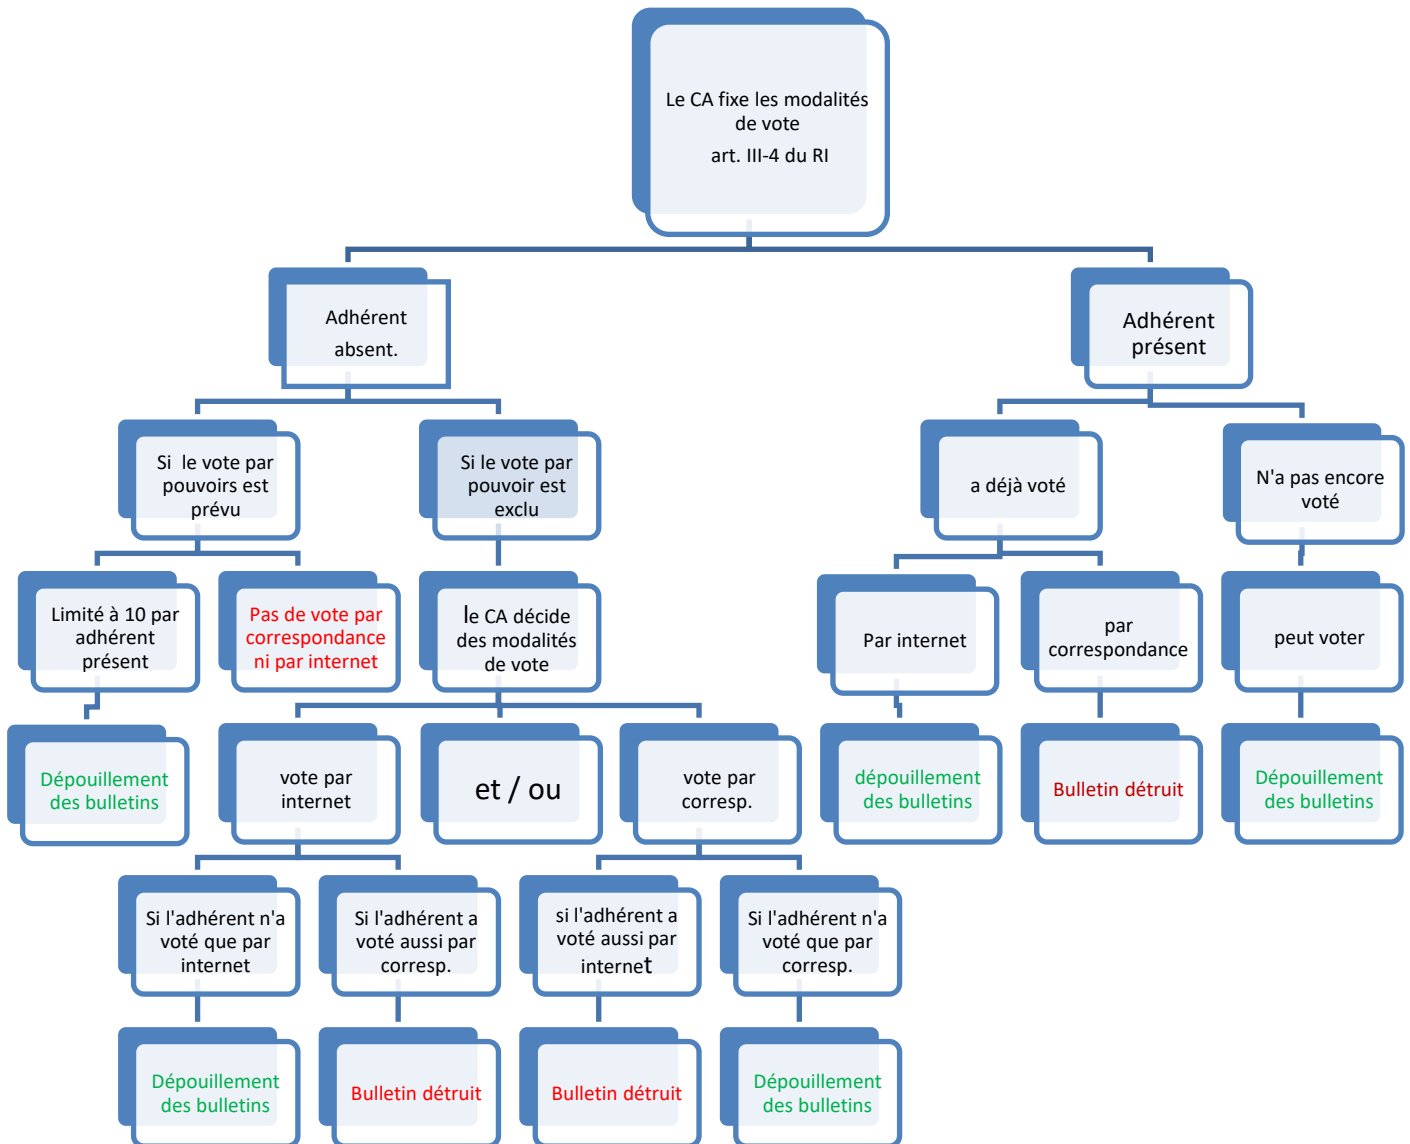 Le CA fixe les modalités
de vote
art. III-4 du RI
Adhérent
absent.
Adhérent
présent
Si le vote par
pouvoirs est
prévu
Si le vote par
pouvoir est
exclu
a déjà voté
N'a pas encore
voté
Limité à 10 par
adhérent
présent
Pas de vote par
correspondance
ni par internet
le CA décide
des modalités
de vote
Par internet
par
correspondance
peut voter
Dépouillement
des bulletins
vote par
internet
et / ou
vote par
corresp.
dépouillement
des bulletins
Bulletin détruit
Dépouillement
des bulletins
Si l'adhérent n'a
voté que par
internet
Si l'adhérent a
voté aussi par
corresp.
si l'adhérent a
voté aussi par
internet
Si l'adhérent n'a
voté que par
corresp.
Dépouillement
des bulletins
Bulletin détruit
Bulletin détruit
Dépouillement
des bulletins